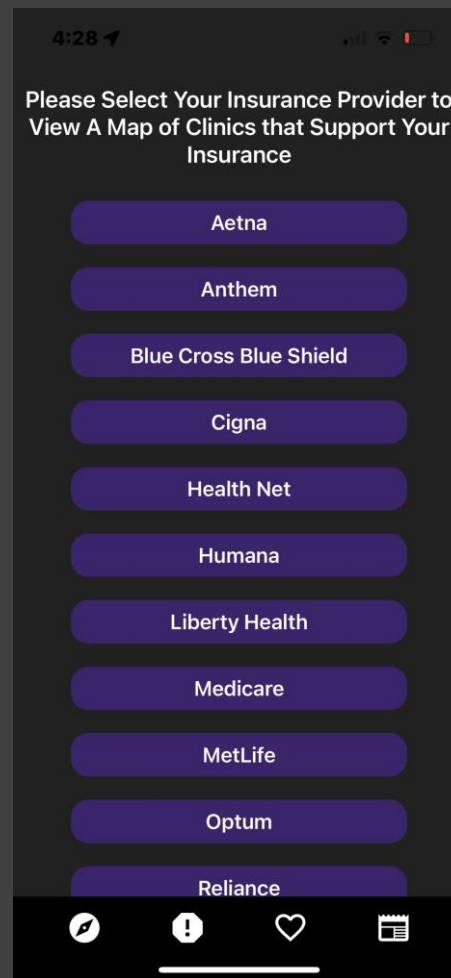 4:28
Please Select Your Insurance Provider to
View A Map of Clinics that Support Your
Insurance
Aetna
Anthem
Blue Cross Blue Shield
Cigna
Health Net
Humana
Liberty Health
Medicare
MetLife
Optum
Reliance